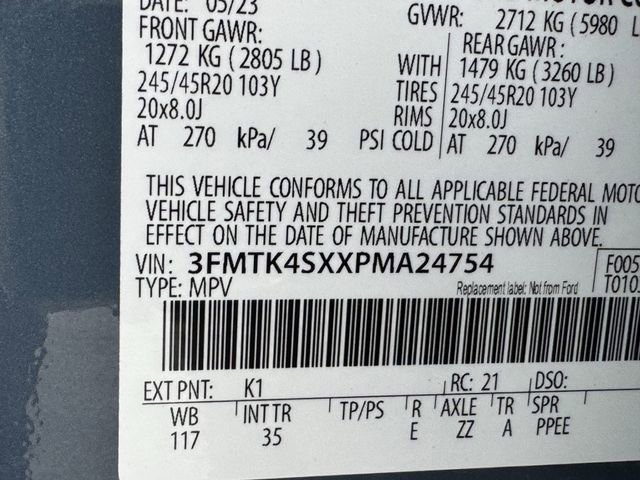 DATE: 05/23 MOTOR CO
FRONT GAWR: GVWR: 2712 KG (5980 L
1272 KG (2805 LB) REAR GAWR:
WITH 1479 KG (3260 LB)
245/45R20 103Y TIRES 245/45R20 103Y
20x8.0J RIMS 20x8.0J
AT 270 kPa/ 39 PSI COLD AT 270 kPa/ 39
THIS VEHICLE CONFORMS TO ALL APPLICABLE FEDERAL MOTO
VEHICLE SAFETY AND THEFT PREVENTION STANDARDS IN
EFFECT ON THE DATE OF MANUFACTURE SHOWN ABOVE.
VIN: 3FMTK4SXXPMA24754 F005
TYPE: MPV Replacement label: Not from Ford T010
EXT PNT: K1 RC: 21 DSO:
WB INT TR TP/PS R AXLE TR SPR
117 35 E ZZ A PPEE